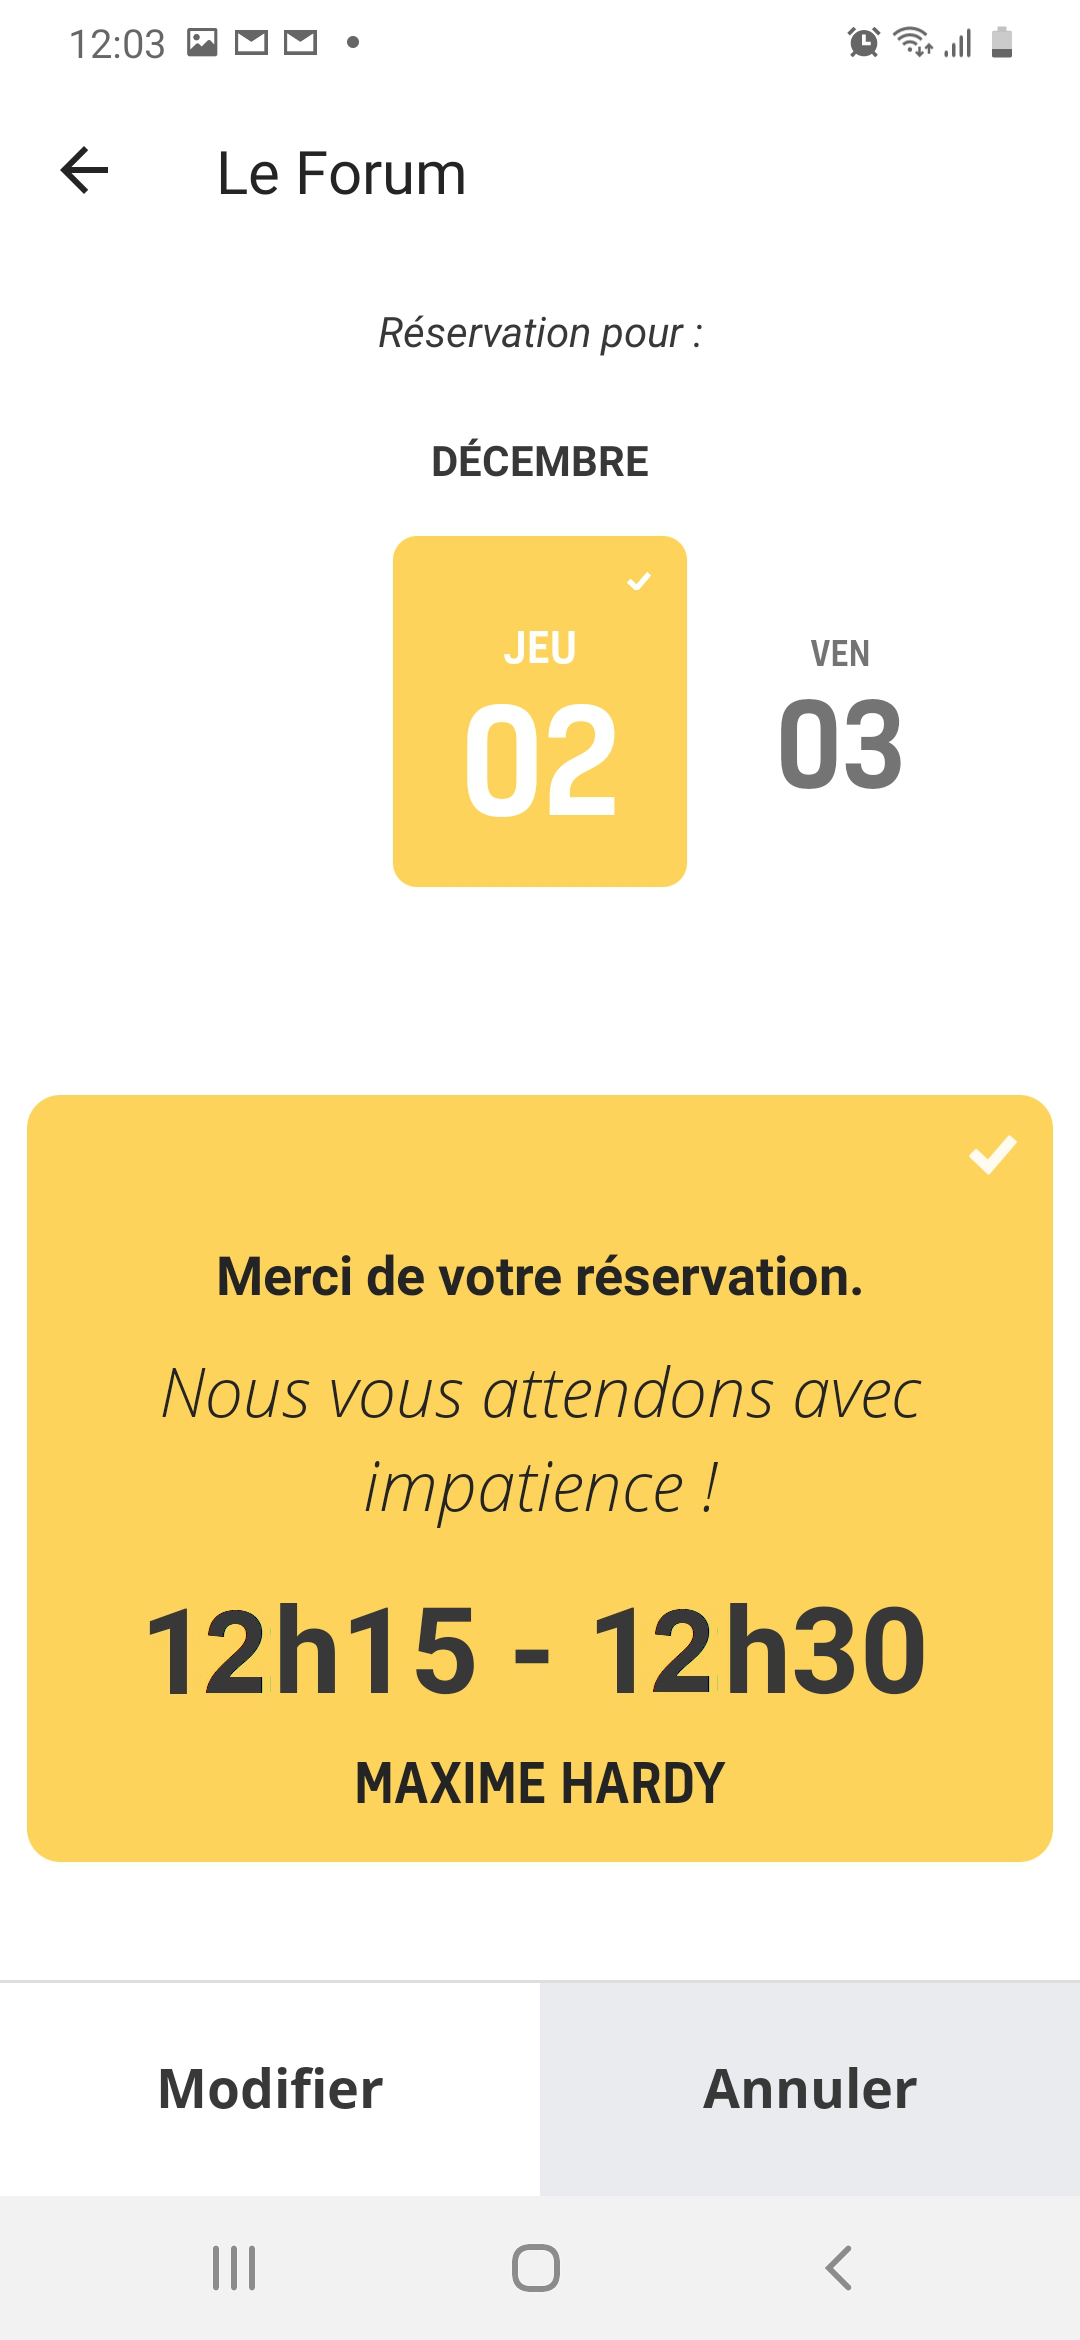 12:03
Le Forum
Réservation pour :
DÉCEMBRE
JEU
02
VEN
03
Merci de votre réservation.
Nous vous attendons avec
impatience !
12h15 - 12h30
MAXIME HARDY
Modifier
Annuler